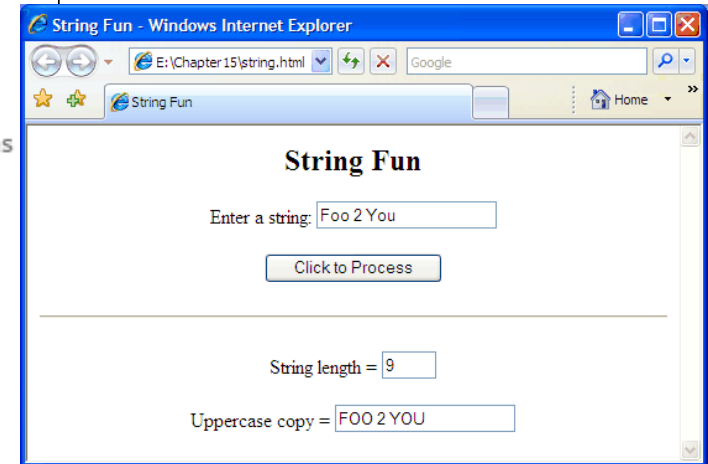 String Fun - Windows Internet Explorer
E:\Chapter15\string.html
Google
String Fun
Home
»
s
String Fun
Enter a string: Foo 2 You
Click to Process
String length = 9
Uppercase copy = FOO 2 YOU